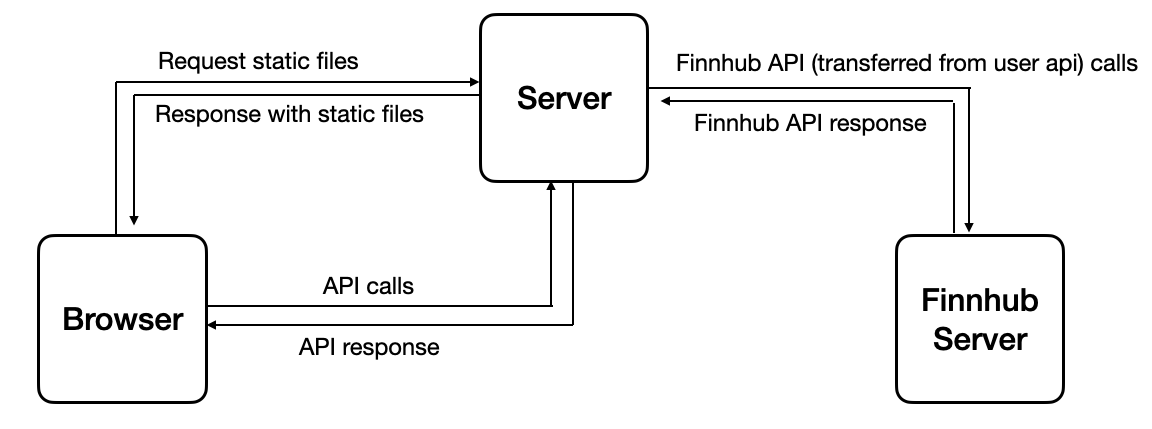 Request static files
Response with static files
Server
Finnhub API (transferred from user api) calls
Finnhub API response
Browser
API calls
API response
Finnhub
Server